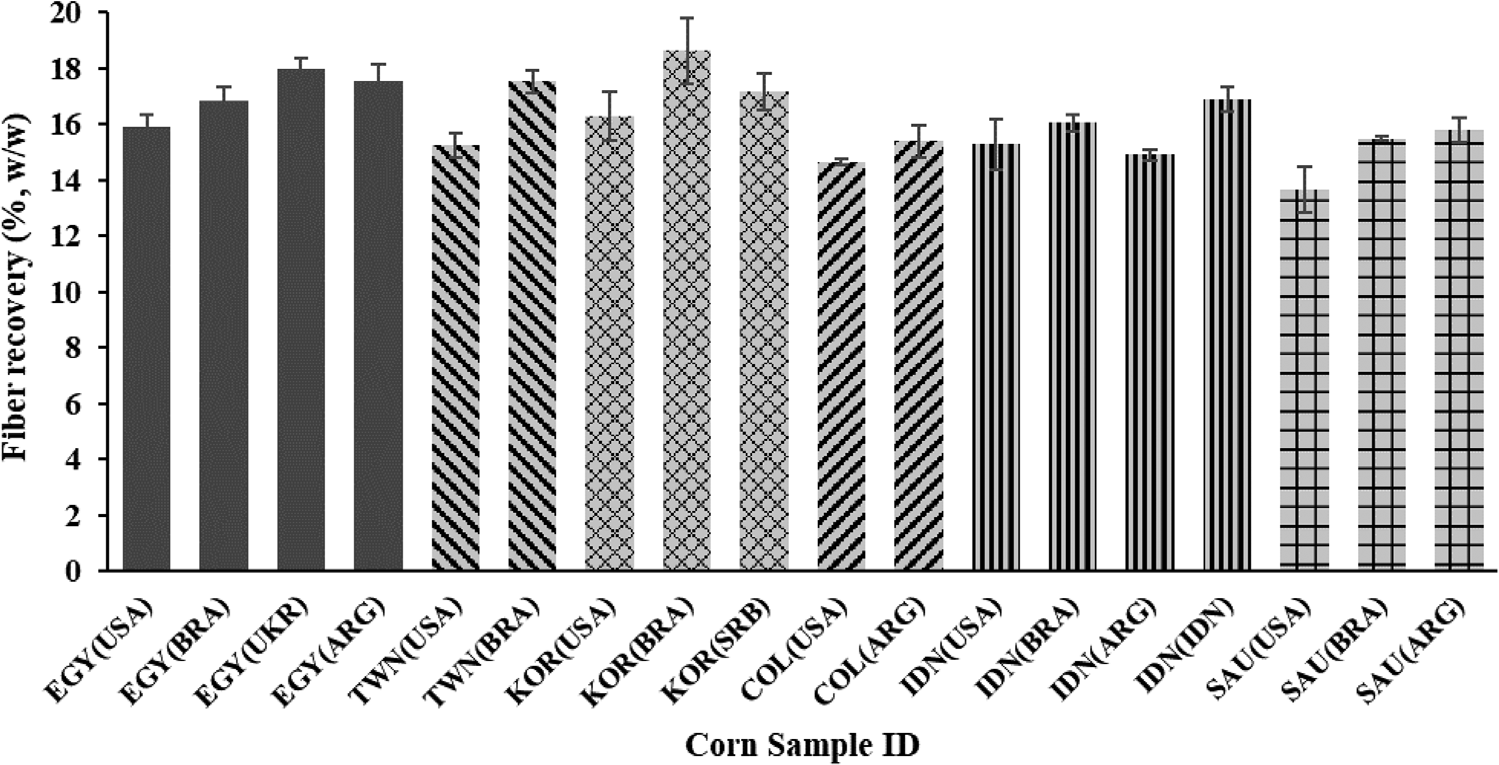 Fiber recovery (%, w/w)
20
18
16
14
12
10
8
6
4
2
0
EGY(USA)
EGY(BRA)
EGY(UKR)
EGY(ARG)
TWN(USA)
TWN(BRA)
KOR(USA)
KOR(BRA)
KOR(SRB)
COL(USA)
COL(ARG)
IDN(USA)
IDN(BRA)
IDN(ARG)
IDN(IDN)
SAU(USA)
SAU(BRA)
SAU(ARG)
Corn Sample ID